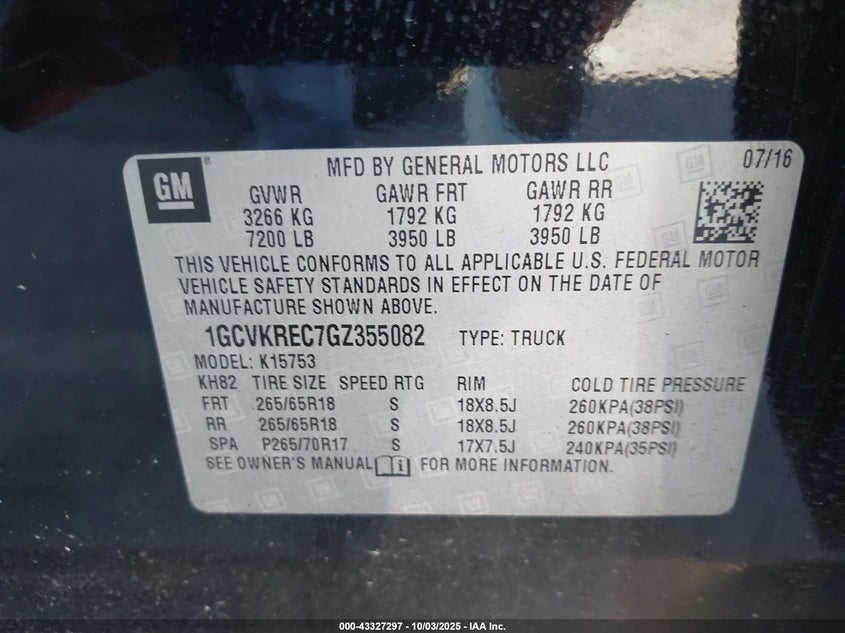 GM ®
MFD BY GENERAL MOTORS LLC 07/16
GVWR GAWR FRT GAWR RR
3266 KG 1792 KG 1792 KG
7200 LB 3950 LB 3950 LB
THIS VEHICLE CONFORMS TO ALL APPLICABLE U.S. FEDERAL MOTOR
VEHICLE SAFETY STANDARDS IN EFFECT ON THE DATE OF
MANUFACTURE SHOWN ABOVE.
1GCVKREC7GZ355082 TYPE: TRUCK
MODEL: K15753
KH82 TIRE SIZE SPEED RTG RIM COLD TIRE PRESSURE
FRT 265/65R18 S 18X8.5J 260KPA(38PSI)
RR 265/65R18 S 18X8.5J 260KPA(38PSI)
SPA P265/70R17 S 17X7.5J 240KPA(35PSI)
SEE OWNER'S MANUAL i FOR MORE INFORMATION.
000-43327297 - 10/03/2025 - IAA Inc.